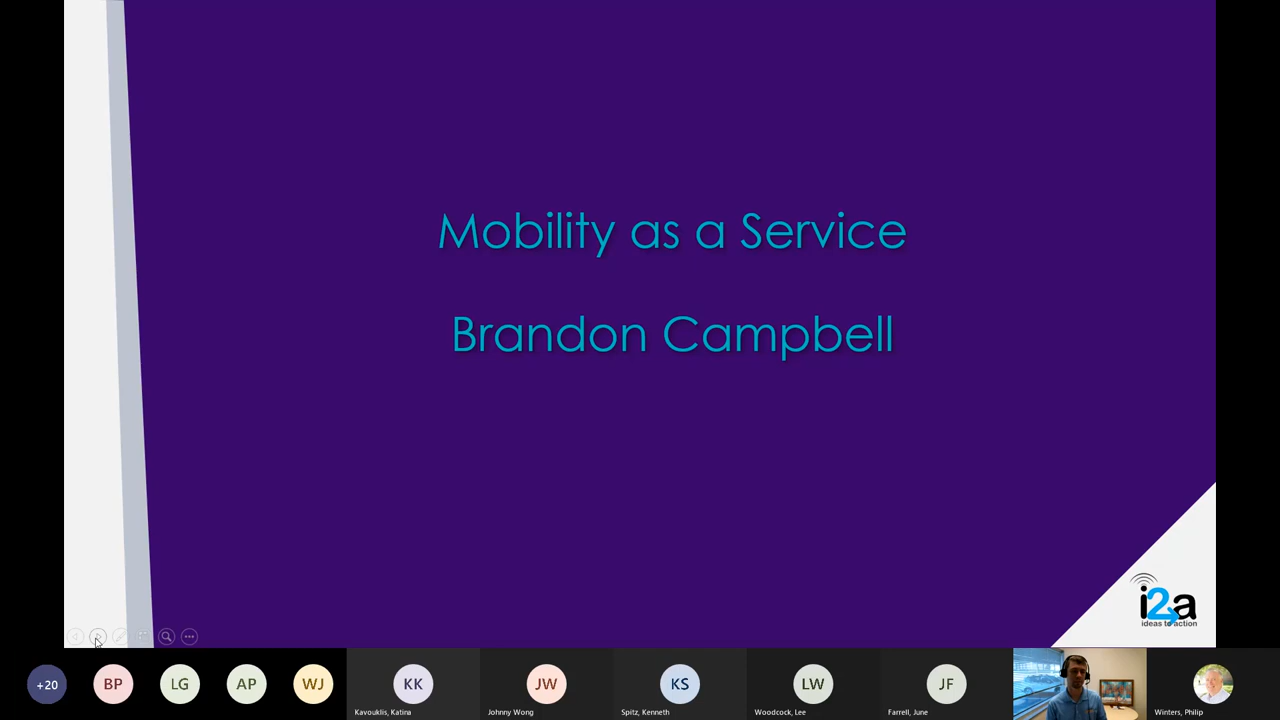 Mobility as a Service
Brandon Campbell
i2a
ideas to action
+20
BP
LG
AP
WJ
KK
JW
KS
LW
JF
Kavouklis, Katina
Johnny Wong
Spitz, Kenneth
Woodcock, Lee
Farrell, June
Winters, Philip